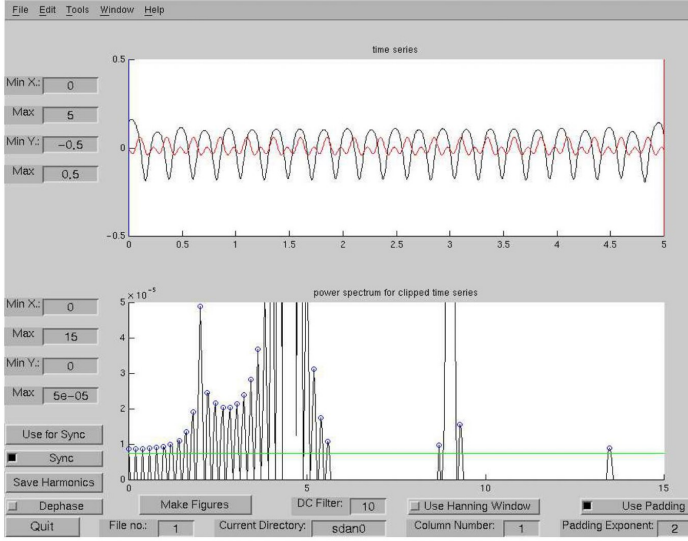 File Edit Tools Window Help
time series
Min X.: 0
Max 5
Min Y.: -0.5
Max 0.5
0.5
0
-0.5
0 0.5 1 1.5 2 2.5 3 3.5 4 4.5 5
power spectrum for clipped time series
x 10^-5
Min X.: 0
Max 15
Min Y.: 0
Max 5e-05
5
4
3
2
1
0
0 5 10 15
Use for Sync
Sync
Save Harmonics
Dephase
Make Figures
DC Filter: 10
Use Hanning Window
Use Padding
Quit
File no.: 1
Current Directory: sdan0
Column Number: 1
Padding Exponent: 2